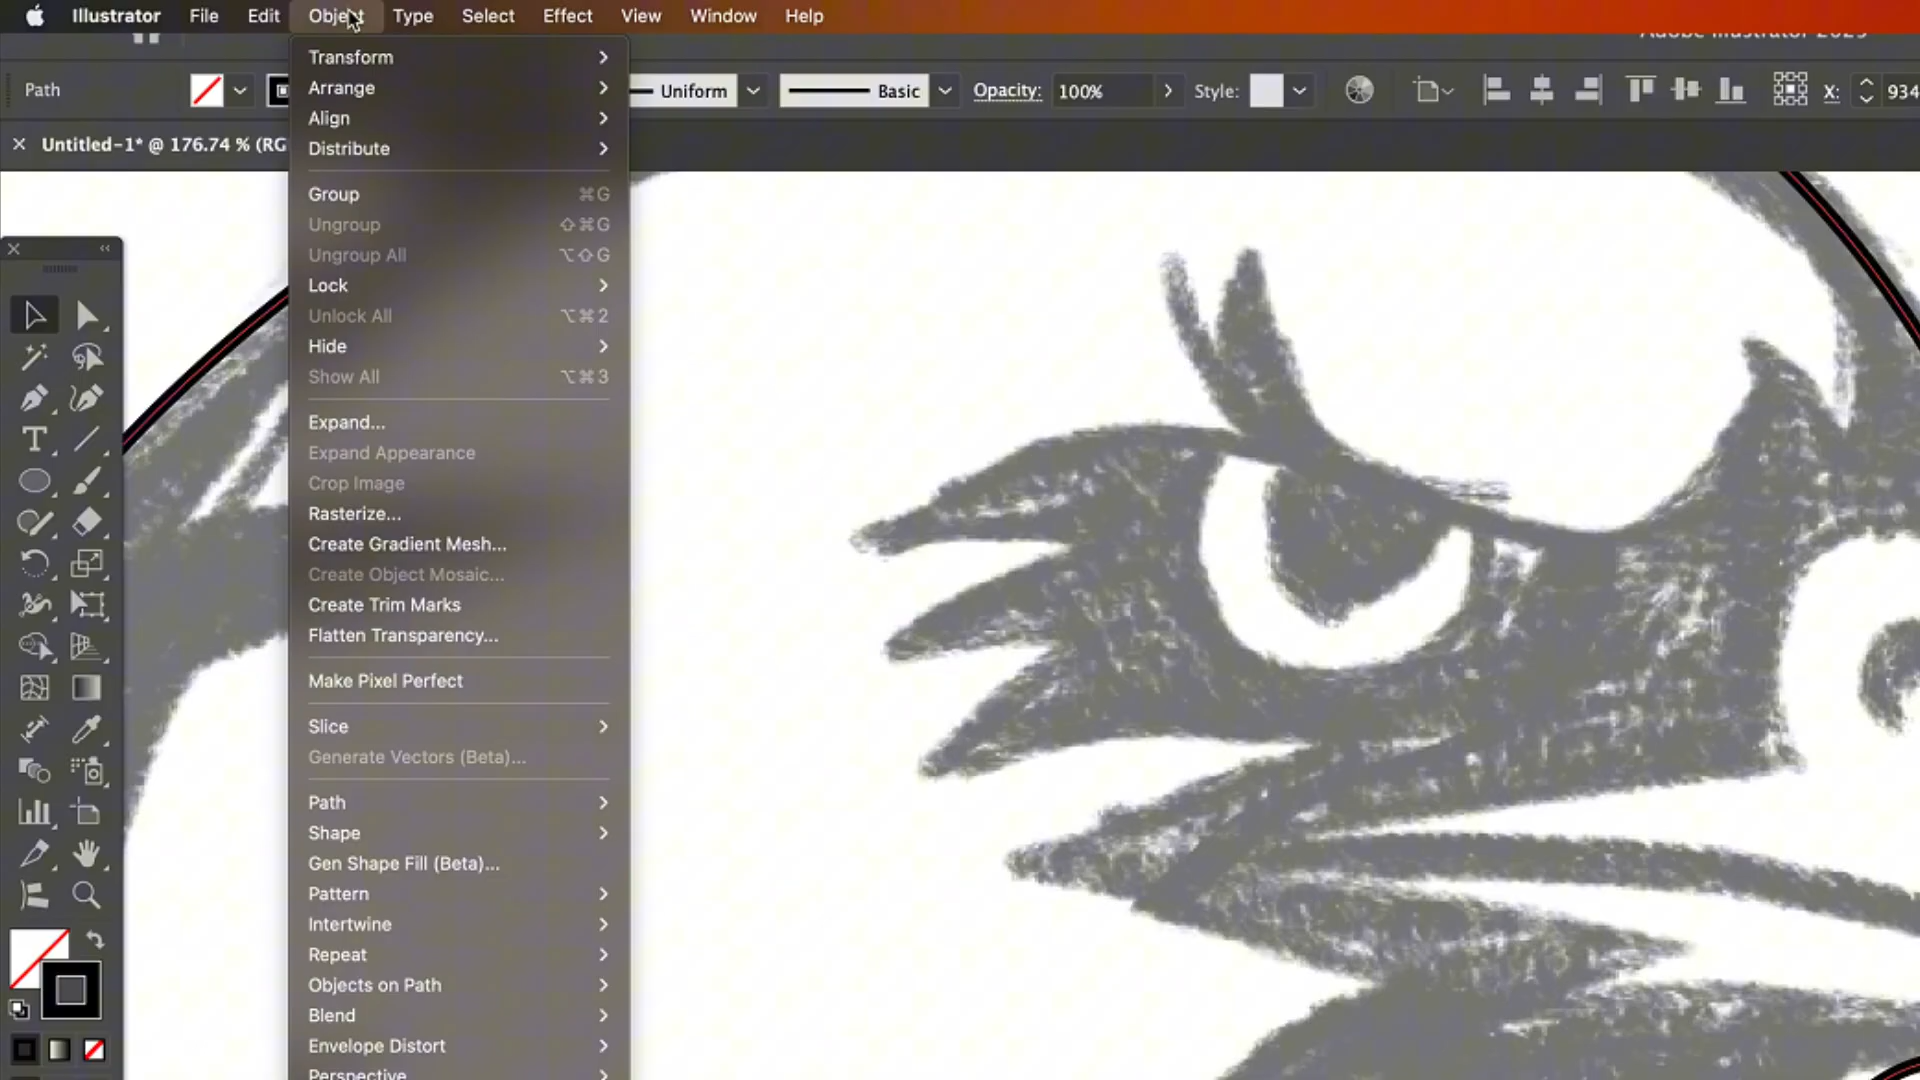 Illustrator File Edit Object Type Select Effect View Window Help
Adobe Illustrator 2025
Path Uniform Basic Opacity: 100% Style: X: 934
Untitled-1* @ 176.74 % (RG
Transform
Arrange
Align
Distribute
Group ⌘G
Ungroup ⇧⌘G
Ungroup All ⌥⇧G
Lock
Unlock All ⌥⌘2
Hide
Show All ⌥⌘3
Expand...
Expand Appearance
Crop Image
Rasterize...
Create Gradient Mesh...
Create Object Mosaic...
Create Trim Marks
Flatten Transparency...
Make Pixel Perfect
Slice
Generate Vectors (Beta)...
Path
Shape
Gen Shape Fill (Beta)...
Pattern
Intertwine
Repeat
Objects on Path
Blend
Envelope Distort
Perspective